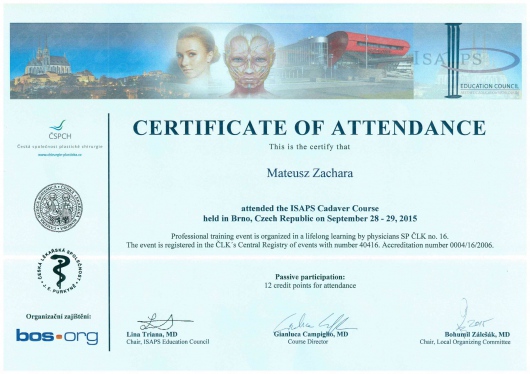 ISAPS
EDUCATION COUNCIL
ČSPCH
Česká společnost plastické chirurgie
CERTIFICATE OF ATTENDANCE
This is the certify that
Mateusz Zachara
attended the ISAPS Cadaver Course
held in Brno, Czech Republic on September 28 - 29, 2015
Professional training event is organized in a lifelong learning by physicians SP ČLK no. 16.
The event is registered in the ČLK´s Central Registry of events with number 40416. Accreditation number 0004/16/2006.
ČESKÁ LÉKAŘSKÁ SPOLEČNOST
J. E. PURKYNĚ
Passive participation:
12 credit points for attendance
Organizační zajištění:
bos.org
Lina Triana, MD
Chair, ISAPS Education Council
Gianluca Campiglio, MD
Course Director
Bohumil Zálešák, MD
Chair, Local Organizing Committee